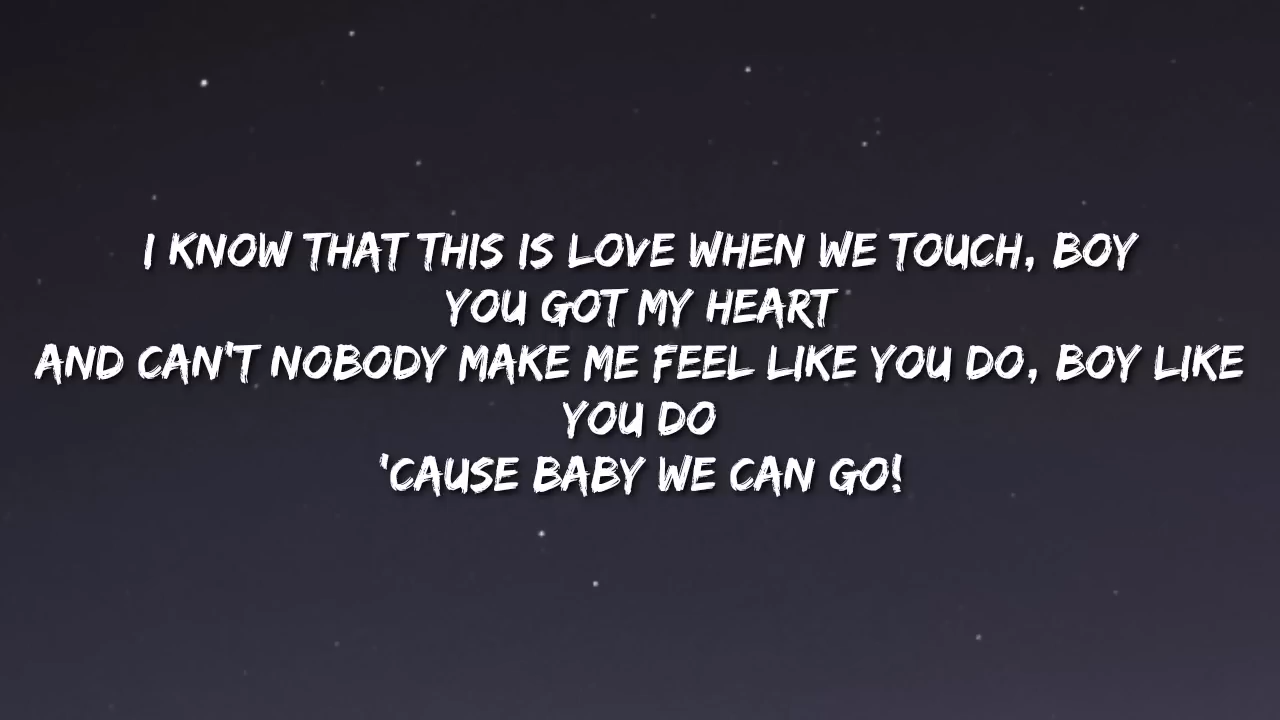 I KNOW THAT THIS IS LOVE WHEN WE TOUCH, BOY
YOU GOT MY HEART
AND CAN'T NOBODY MAKE ME FEEL LIKE YOU DO, BOY LIKE
YOU DO
'CAUSE BABY WE CAN GO!